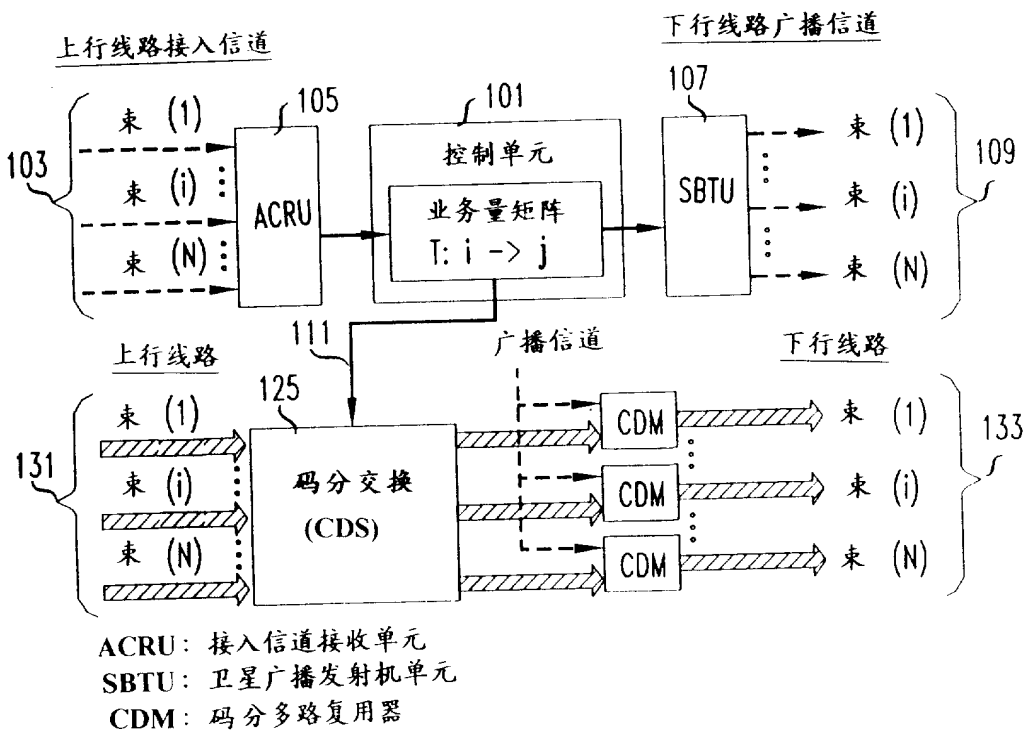 上行线路接入信道
下行线路广播信道
103
束 (1)
束 (i)
束 (N)
105
ACRU
101
控制单元
业务量矩阵
T: i -> j
107
SBTU
束 (1)
束 (i)
束 (N)
109
111
广播信道
上行线路
下行线路
131
束 (1)
束 (i)
束 (N)
125
码分交换
(CDS)
CDM
CDM
CDM
束 (1)
束 (i)
束 (N)
133
ACRU: 接入信道接收单元
SBTU: 卫星广播发射机单元
CDM: 码分多路复用器